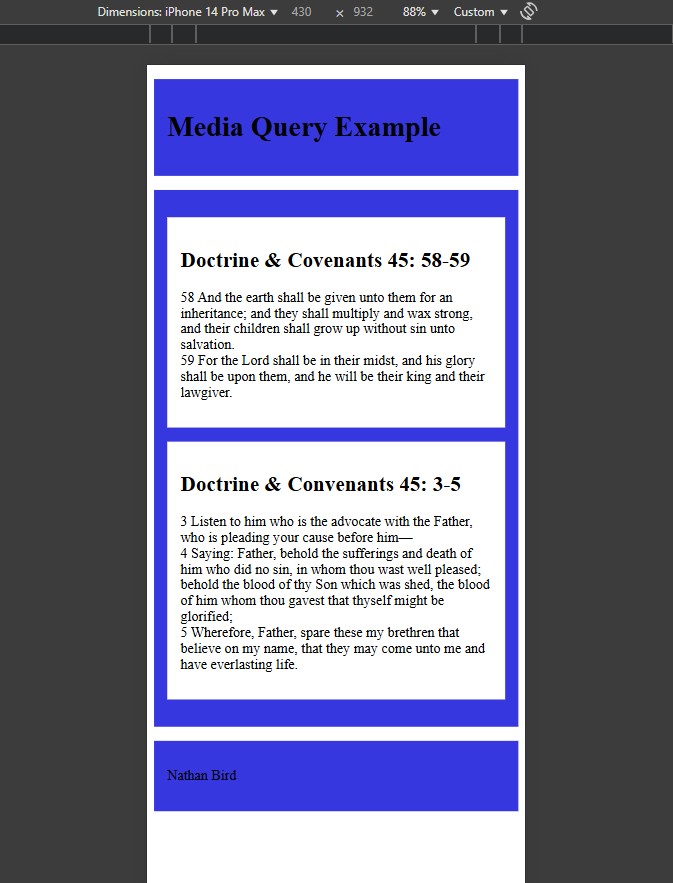 Dimensions: iPhone 14 Pro Max ▼ 430 × 932 88% ▼ Custom ▼
Media Query Example
Doctrine & Covenants 45: 58-59
58 And the earth shall be given unto them for an
inheritance; and they shall multiply and wax strong,
and their children shall grow up without sin unto
salvation.
59 For the Lord shall be in their midst, and his glory
shall be upon them, and he will be their king and their
lawgiver.
Doctrine & Convenants 45: 3-5
3 Listen to him who is the advocate with the Father,
who is pleading your cause before him—
4 Saying: Father, behold the sufferings and death of
him who did no sin, in whom thou wast well pleased;
behold the blood of thy Son which was shed, the blood
of him whom thou gavest that thyself might be
glorified;
5 Wherefore, Father, spare these my brethren that
believe on my name, that they may come unto me and
have everlasting life.
Nathan Bird